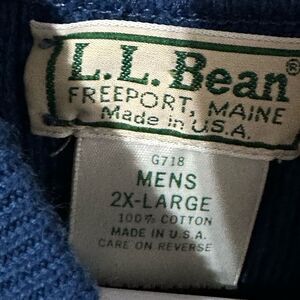 L.L.Bean®
FREEPORT, MAINE
Made in U.S.A.
G718
MENS
2X-LARGE
100% COTTON
MADE IN U.S.A.
CARE ON REVERSE